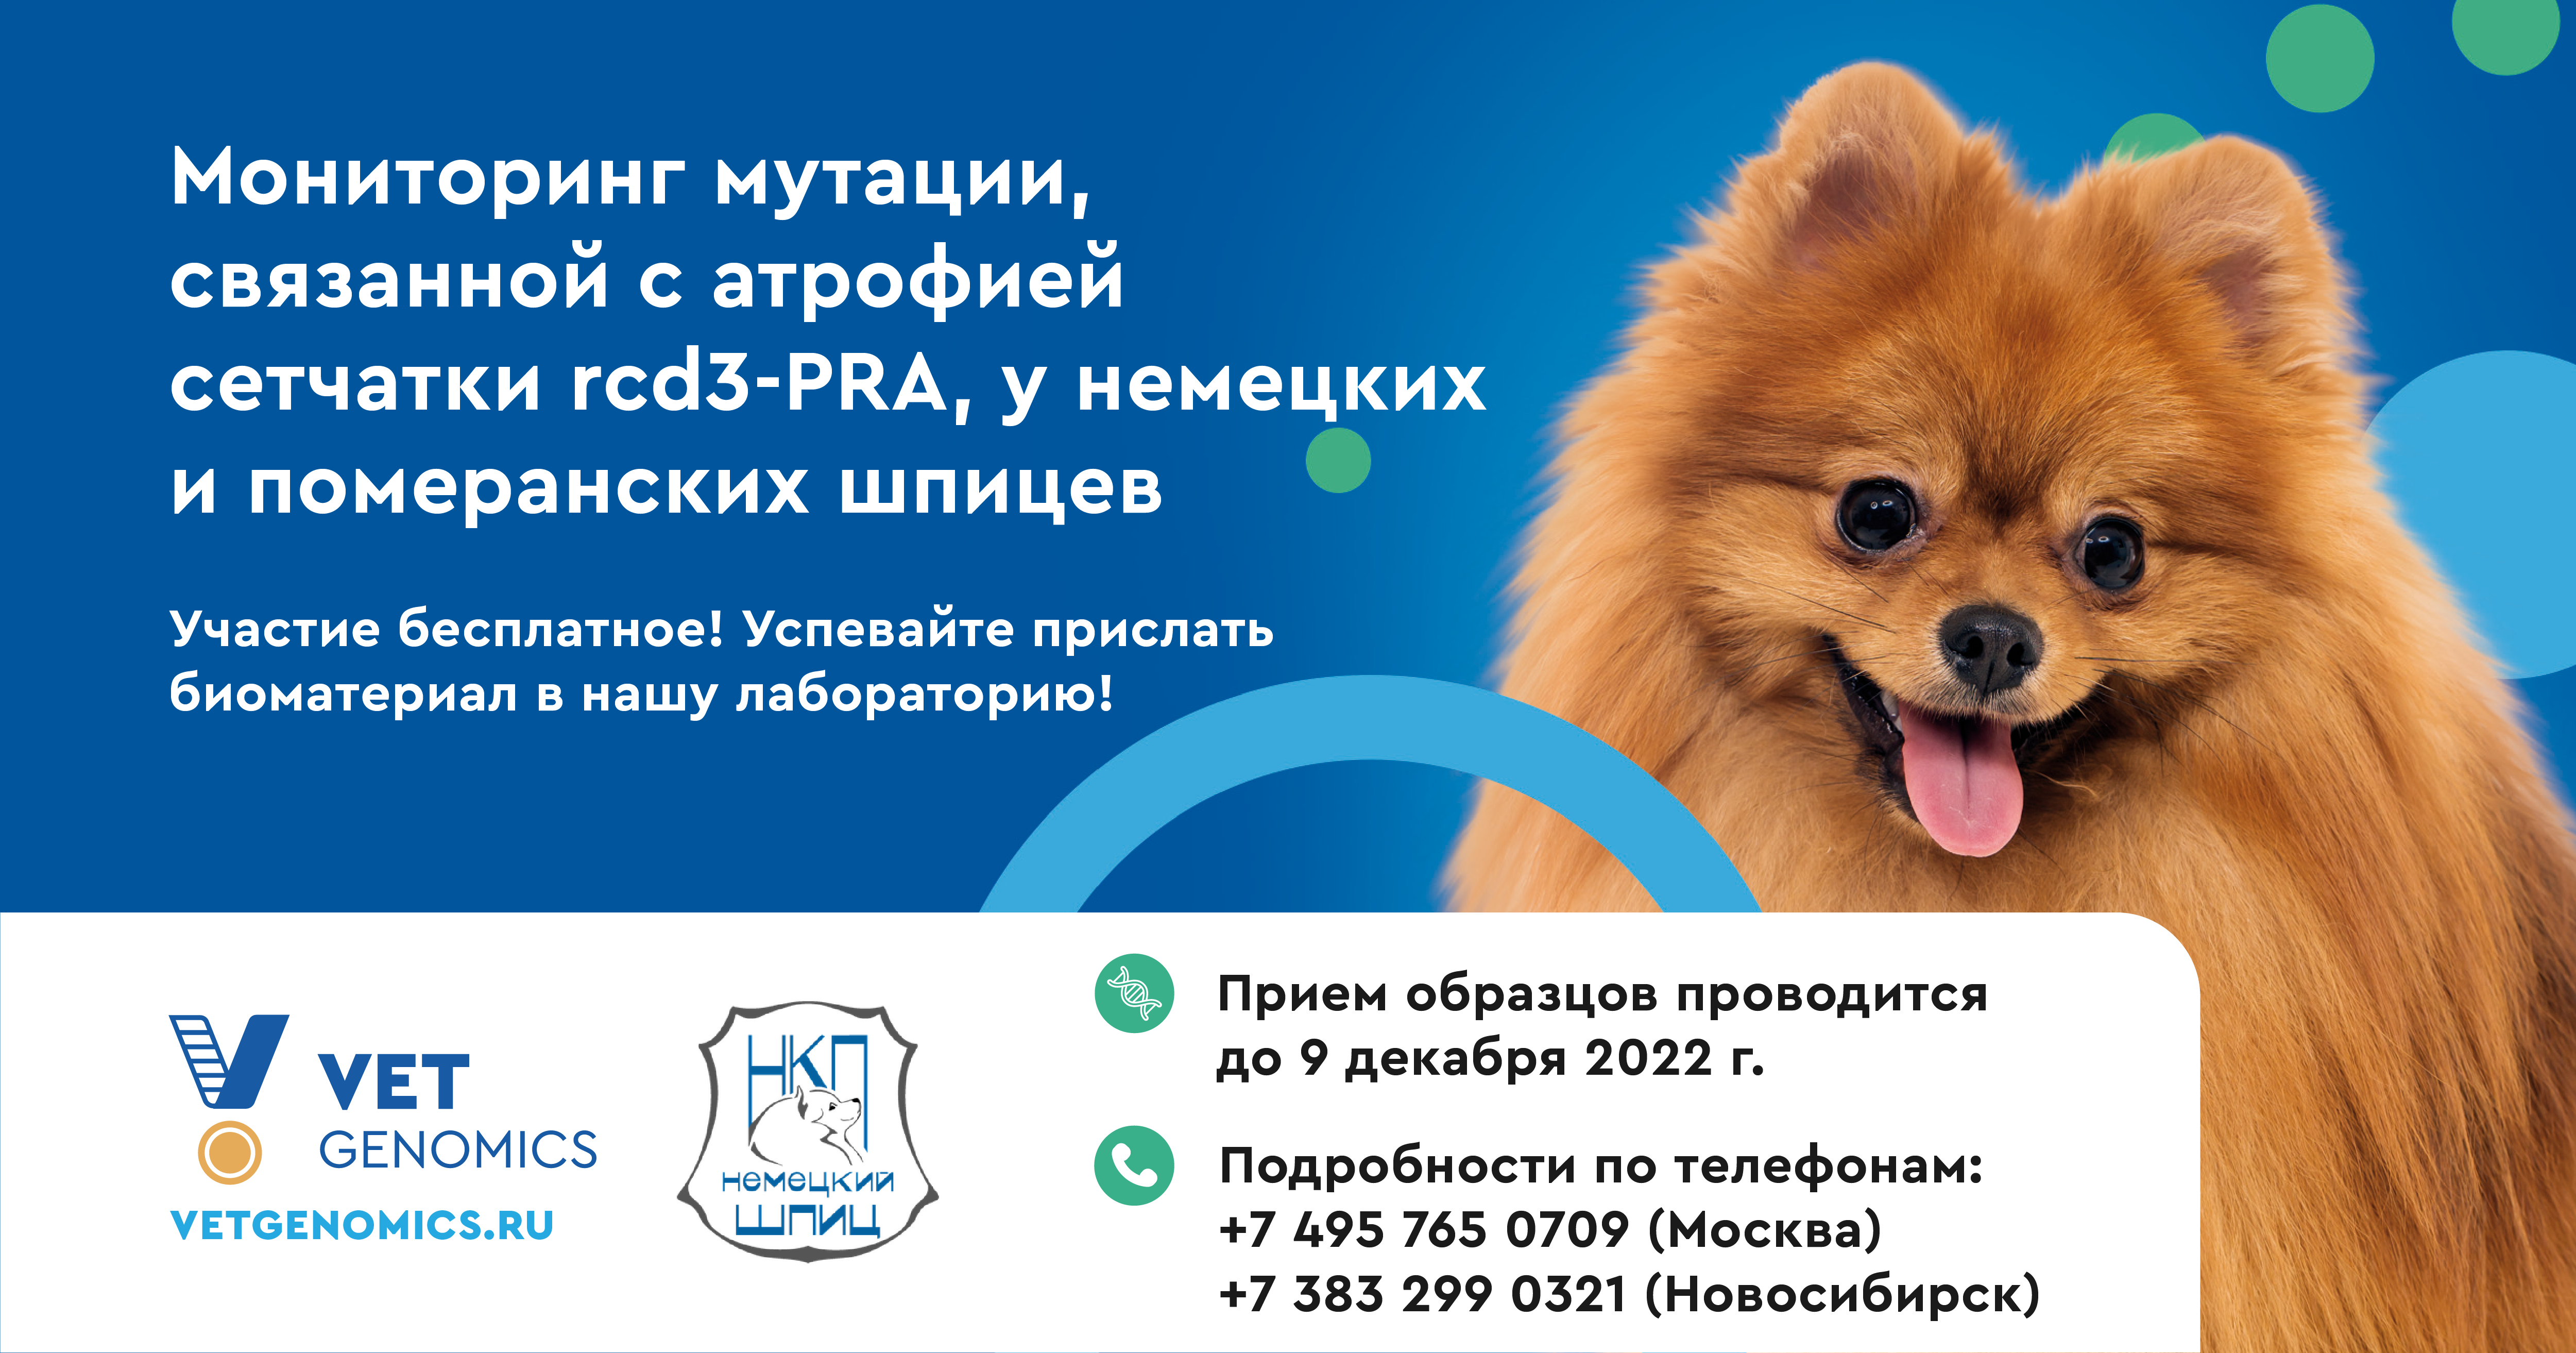 Мониторинг мутации,
связанной с атрофией
сетчатки rcd3-PRA, у немецких
и померанских шпицев
Участие бесплатное! Успевайте прислать
биоматериал в нашу лабораторию!
VET
GENOMICS
VETGENOMICS.RU
НКП
немецкий
шпиц
Прием образцов проводится
до 9 декабря 2022 г.
Подробности по телефонам:
+7 495 765 0709 (Москва)
+7 383 299 0321 (Новосибирск)